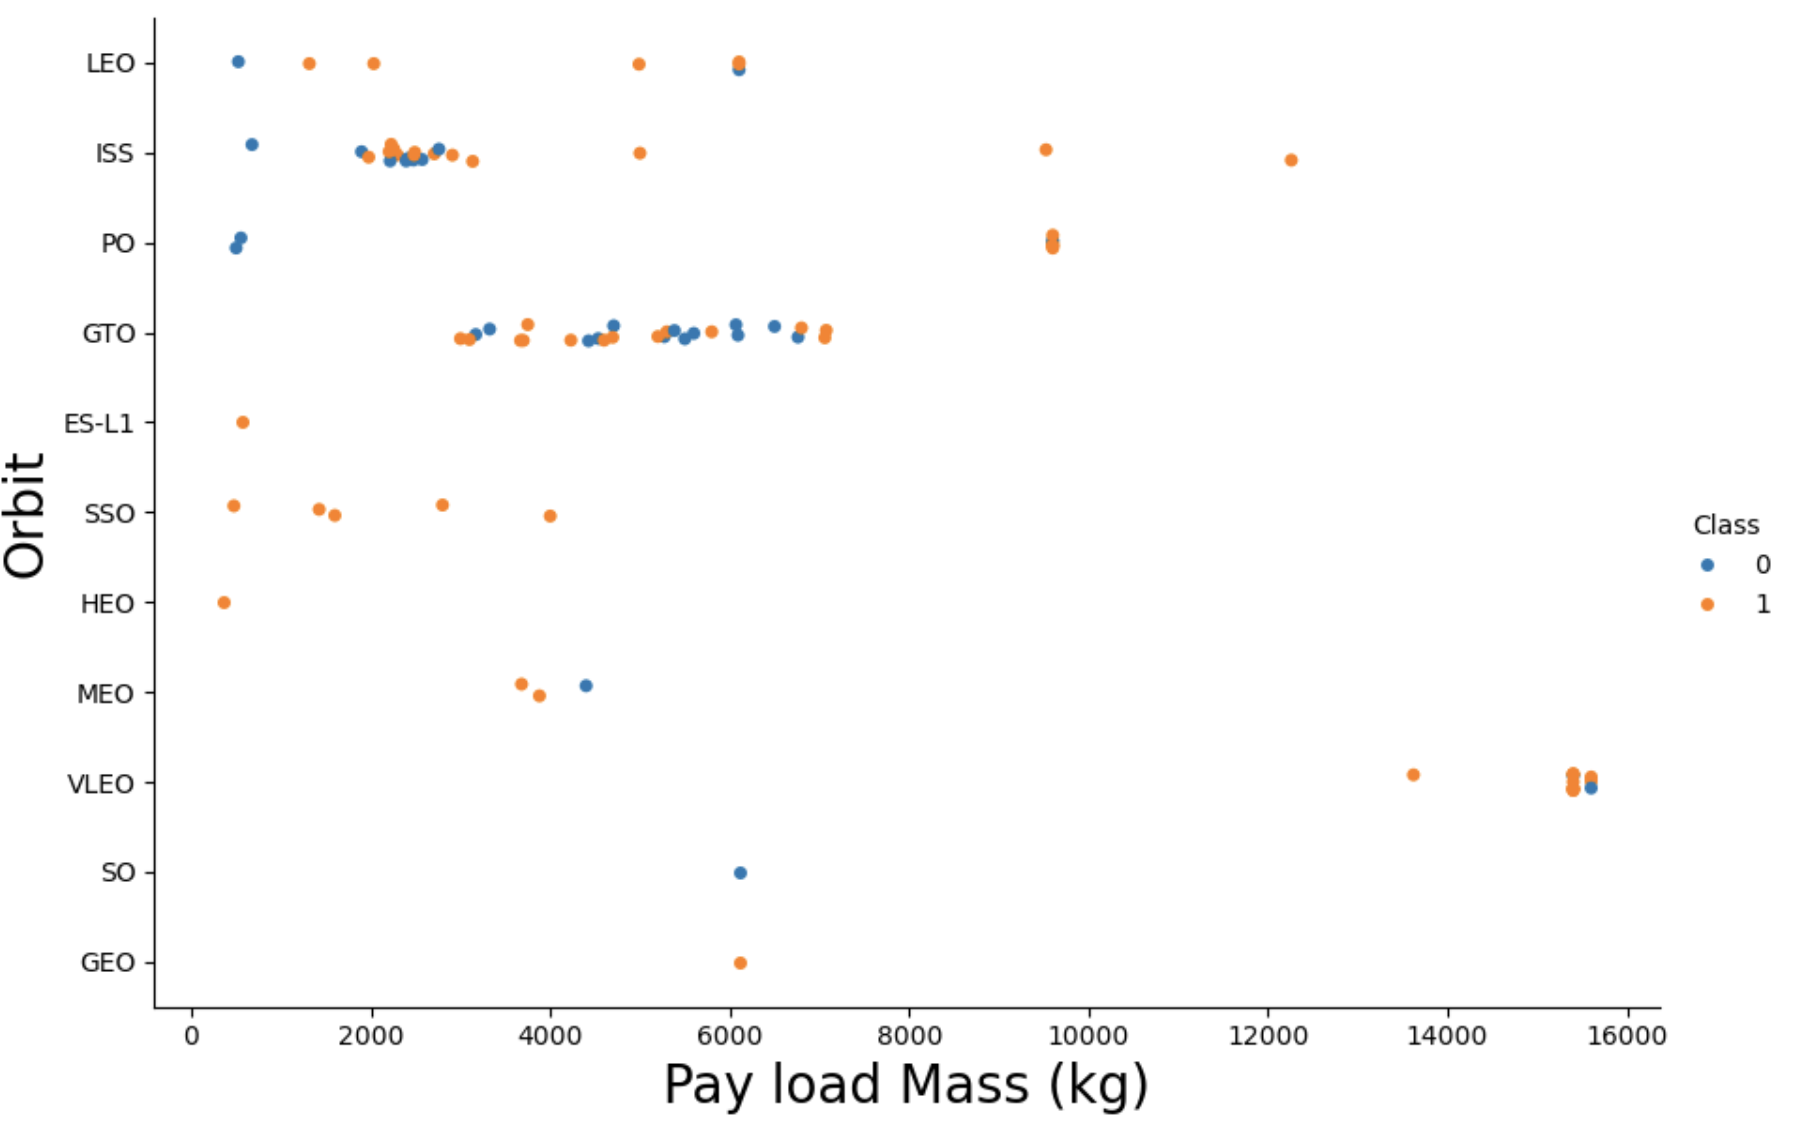 LEO
ISS
PO
GTO
ES-L1
SSO
HEO
MEO
VLEO
SO
GEO
Orbit
0 2000 4000 6000 8000 10000 12000 14000 16000
Pay load Mass (kg)
Class
0
1